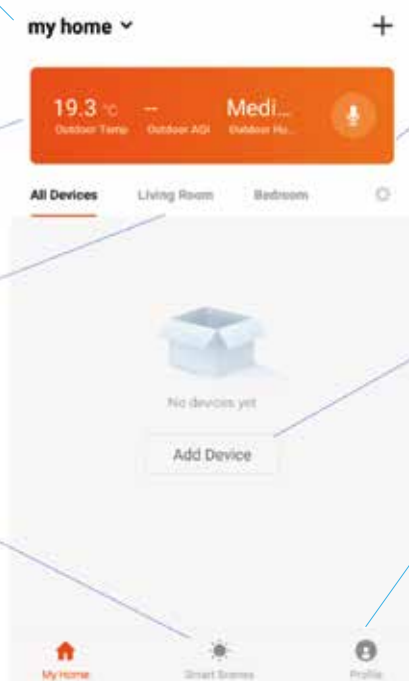 my home
19.3 °C -- Medi...
Outdoor Temp Outdoor AQI Outdoor Hu...
All Devices Living Room Bedroom
No devices yet
Add Device
My Home Smart Scenes Profile